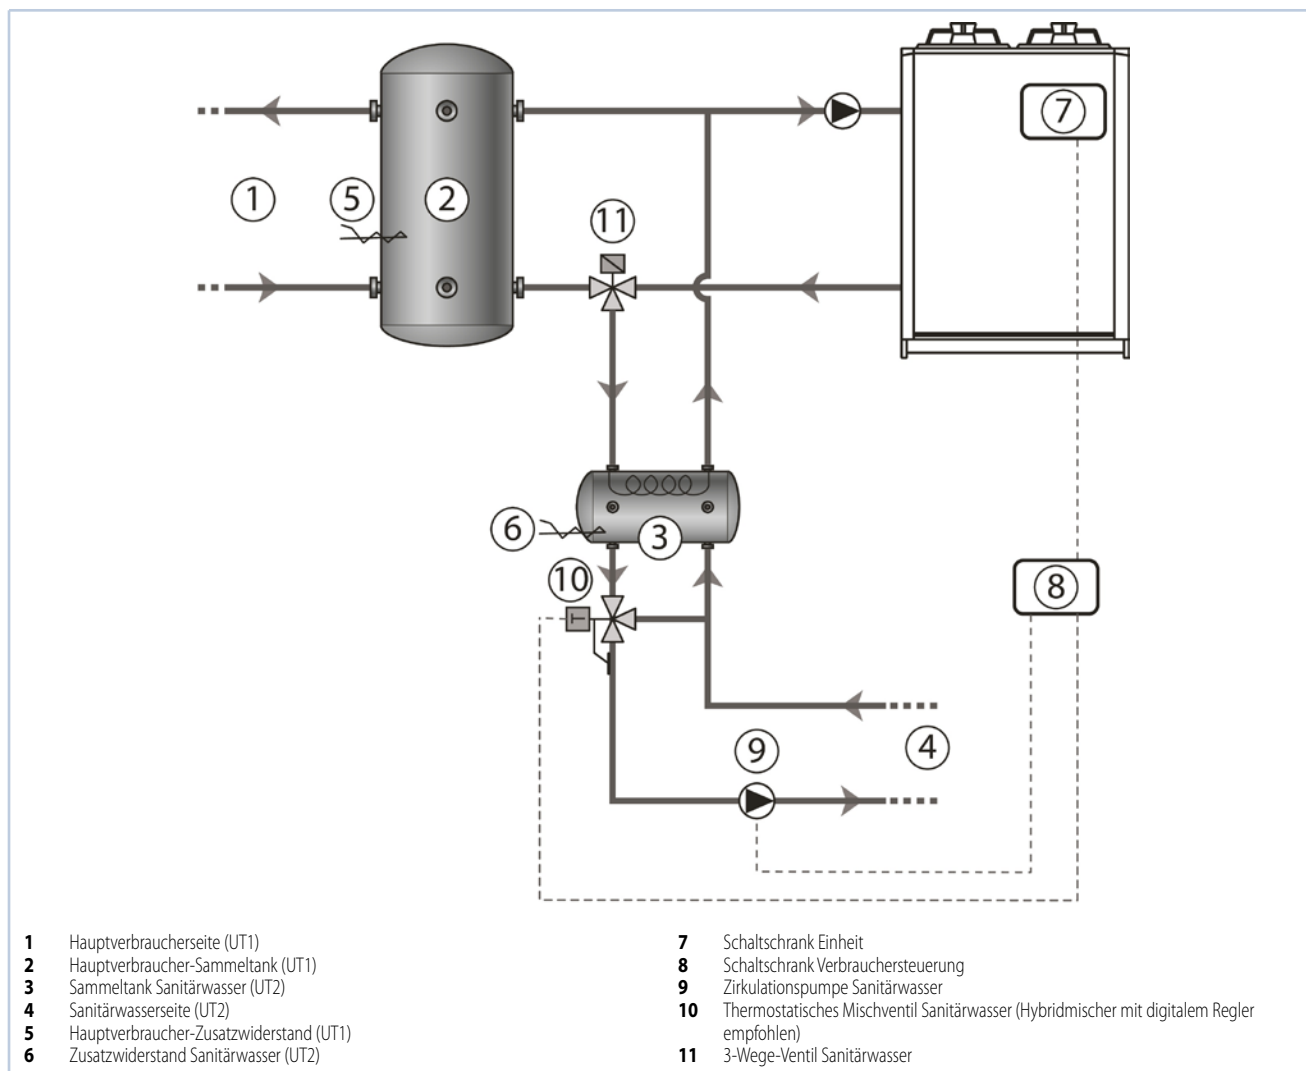 7
1
5
2
11
6
3
10
T
8
9
4
1 Hauptverbraucherseite (UT1)
2 Hauptverbraucher-Sammeltank (UT1)
3 Sammeltank Sanitärwasser (UT2)
4 Sanitärwasserseite (UT2)
5 Hauptverbraucher-Zusatzwiderstand (UT1)
6 Zusatzwiderstand Sanitärwasser (UT2)
7 Schaltschrank Einheit
8 Schaltschrank Verbrauchersteuerung
9 Zirkulationspumpe Sanitärwasser
10 Thermostatisches Mischventil Sanitärwasser (Hybridmischer mit digitalem Regler
empfohlen)
11 3-Wege-Ventil Sanitärwasser